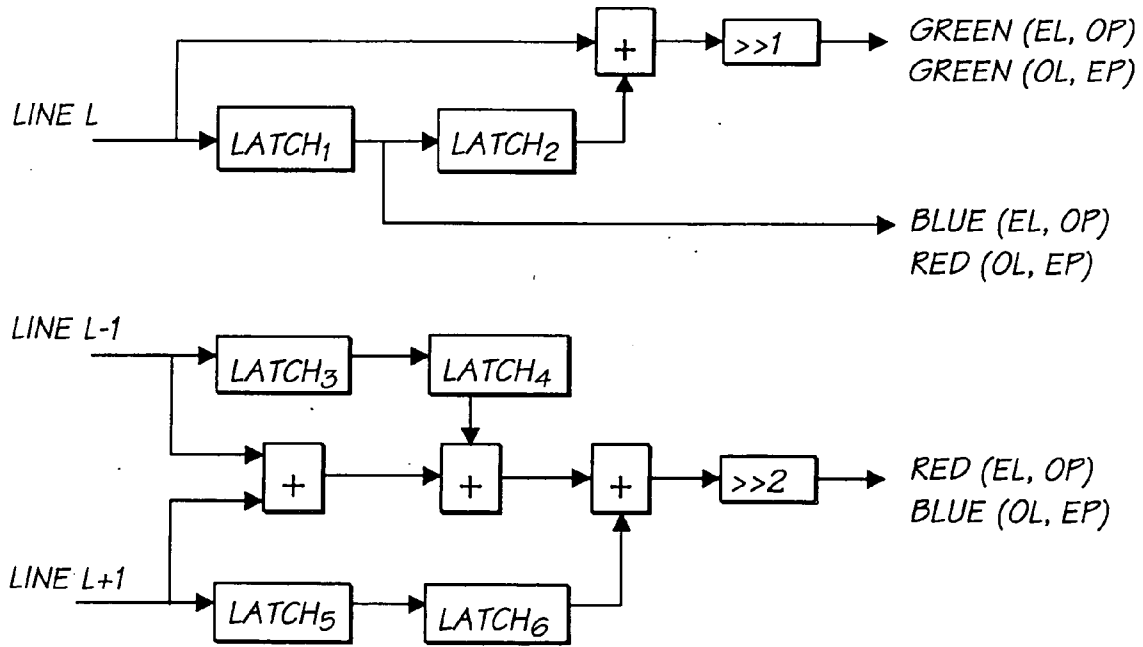 GREEN (EL, OP)
GREEN (OL, EP)
+
>>1
LINE L
LATCH1
LATCH2
BLUE (EL, OP)
RED (OL, EP)
LINE L-1
LATCH3
LATCH4
+
+
+
>>2
RED (EL, OP)
BLUE (OL, EP)
LINE L+1
LATCH5
LATCH6